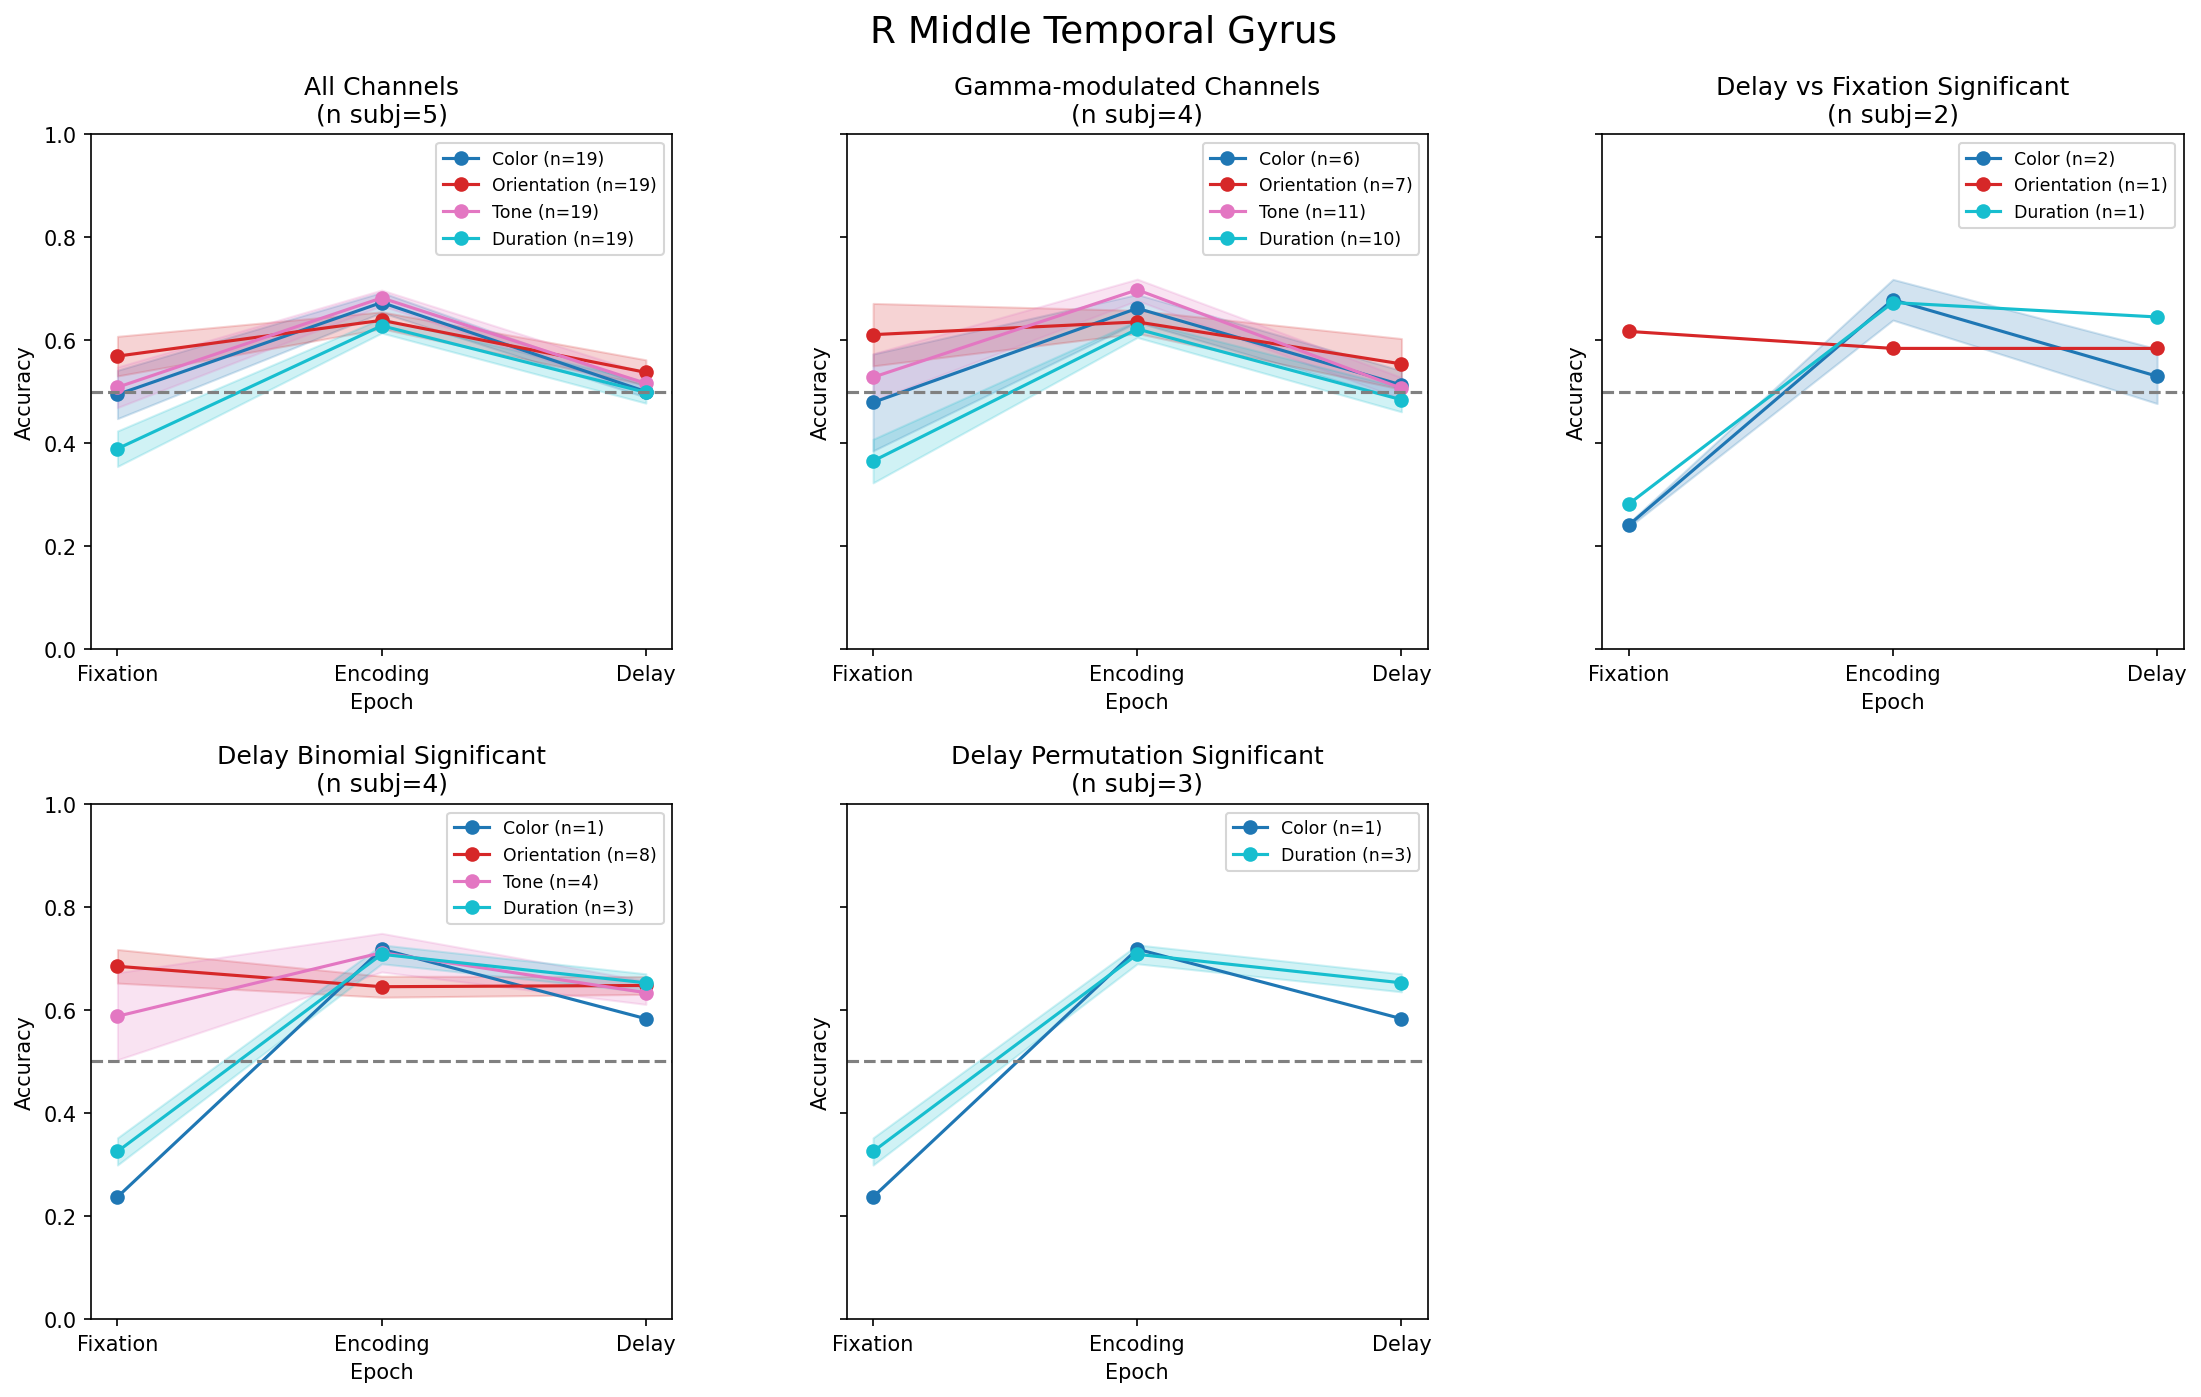 R Middle Temporal Gyrus
All Channels
(n subj=5)
Color (n=19)
Orientation (n=19)
Tone (n=19)
Duration (n=19)
1.0
0.8
0.6
0.4
0.2
0.0
Accuracy
Fixation Encoding Delay
Epoch
Gamma-modulated Channels
(n subj=4)
Color (n=6)
Orientation (n=7)
Tone (n=11)
Duration (n=10)
Accuracy
Fixation Encoding Delay
Epoch
Delay vs Fixation Significant
(n subj=2)
Color (n=2)
Orientation (n=1)
Duration (n=1)
Accuracy
Fixation Encoding Delay
Epoch
Delay Binomial Significant
(n subj=4)
Color (n=1)
Orientation (n=8)
Tone (n=4)
Duration (n=3)
1.0
0.8
0.6
0.4
0.2
0.0
Accuracy
Fixation Encoding Delay
Epoch
Delay Permutation Significant
(n subj=3)
Color (n=1)
Duration (n=3)
Accuracy
Fixation Encoding Delay
Epoch